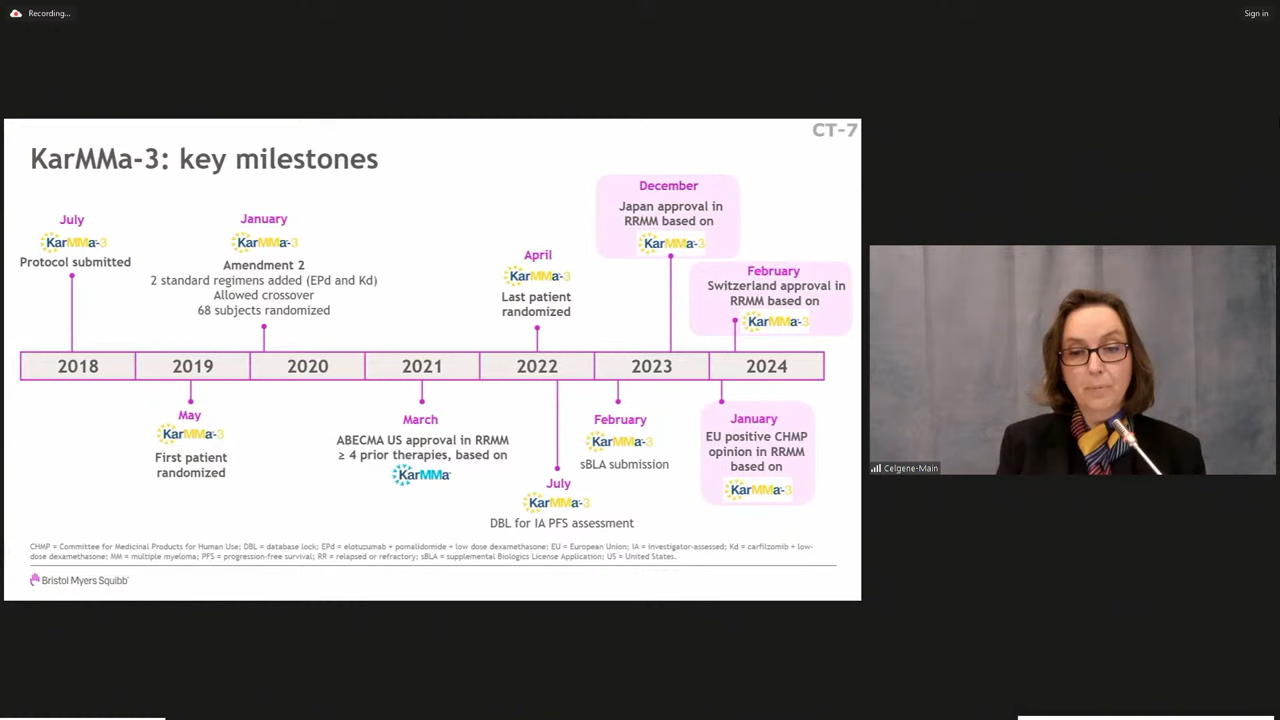 Recording...
Sign in
CT-7
KarMMa-3: key milestones
July
KarMMa-3
Protocol submitted
January
KarMMa-3
Amendment 2
2 standard regimens added (EPd and Kd)
Allowed crossover
68 subjects randomized
April
KarMMa-3
Last patient
randomized
December
Japan approval in
RRMM based on
KarMMa-3
February
Switzerland approval in
RRMM based on
KarMMa-3
2018
2019
2020
2021
2022
2023
2024
May
KarMMa-3
First patient
randomized
March
ABECMA US approval in RRMM
≥ 4 prior therapies, based on
KarMMa
July
KarMMa-3
DBL for IA PFS assessment
February
KarMMa-3
sBLA submission
January
EU positive CHMP
opinion in RRMM
based on
KarMMa-3
CHMP = Committee for Medicinal Products for Human Use; DBL = database lock; EPd = elotuzumab + pomalidomide + low dose dexamethasone; EU = European Union; IA = investigator-assessed; Kd = carfilzomib + low-
dose dexamethasone; MM = multiple myeloma; PFS = progression-free survival; RR = relapsed or refractory; sBLA = supplemental Biologics License Application; US = United States.
Bristol Myers Squibb
Celgene-Main